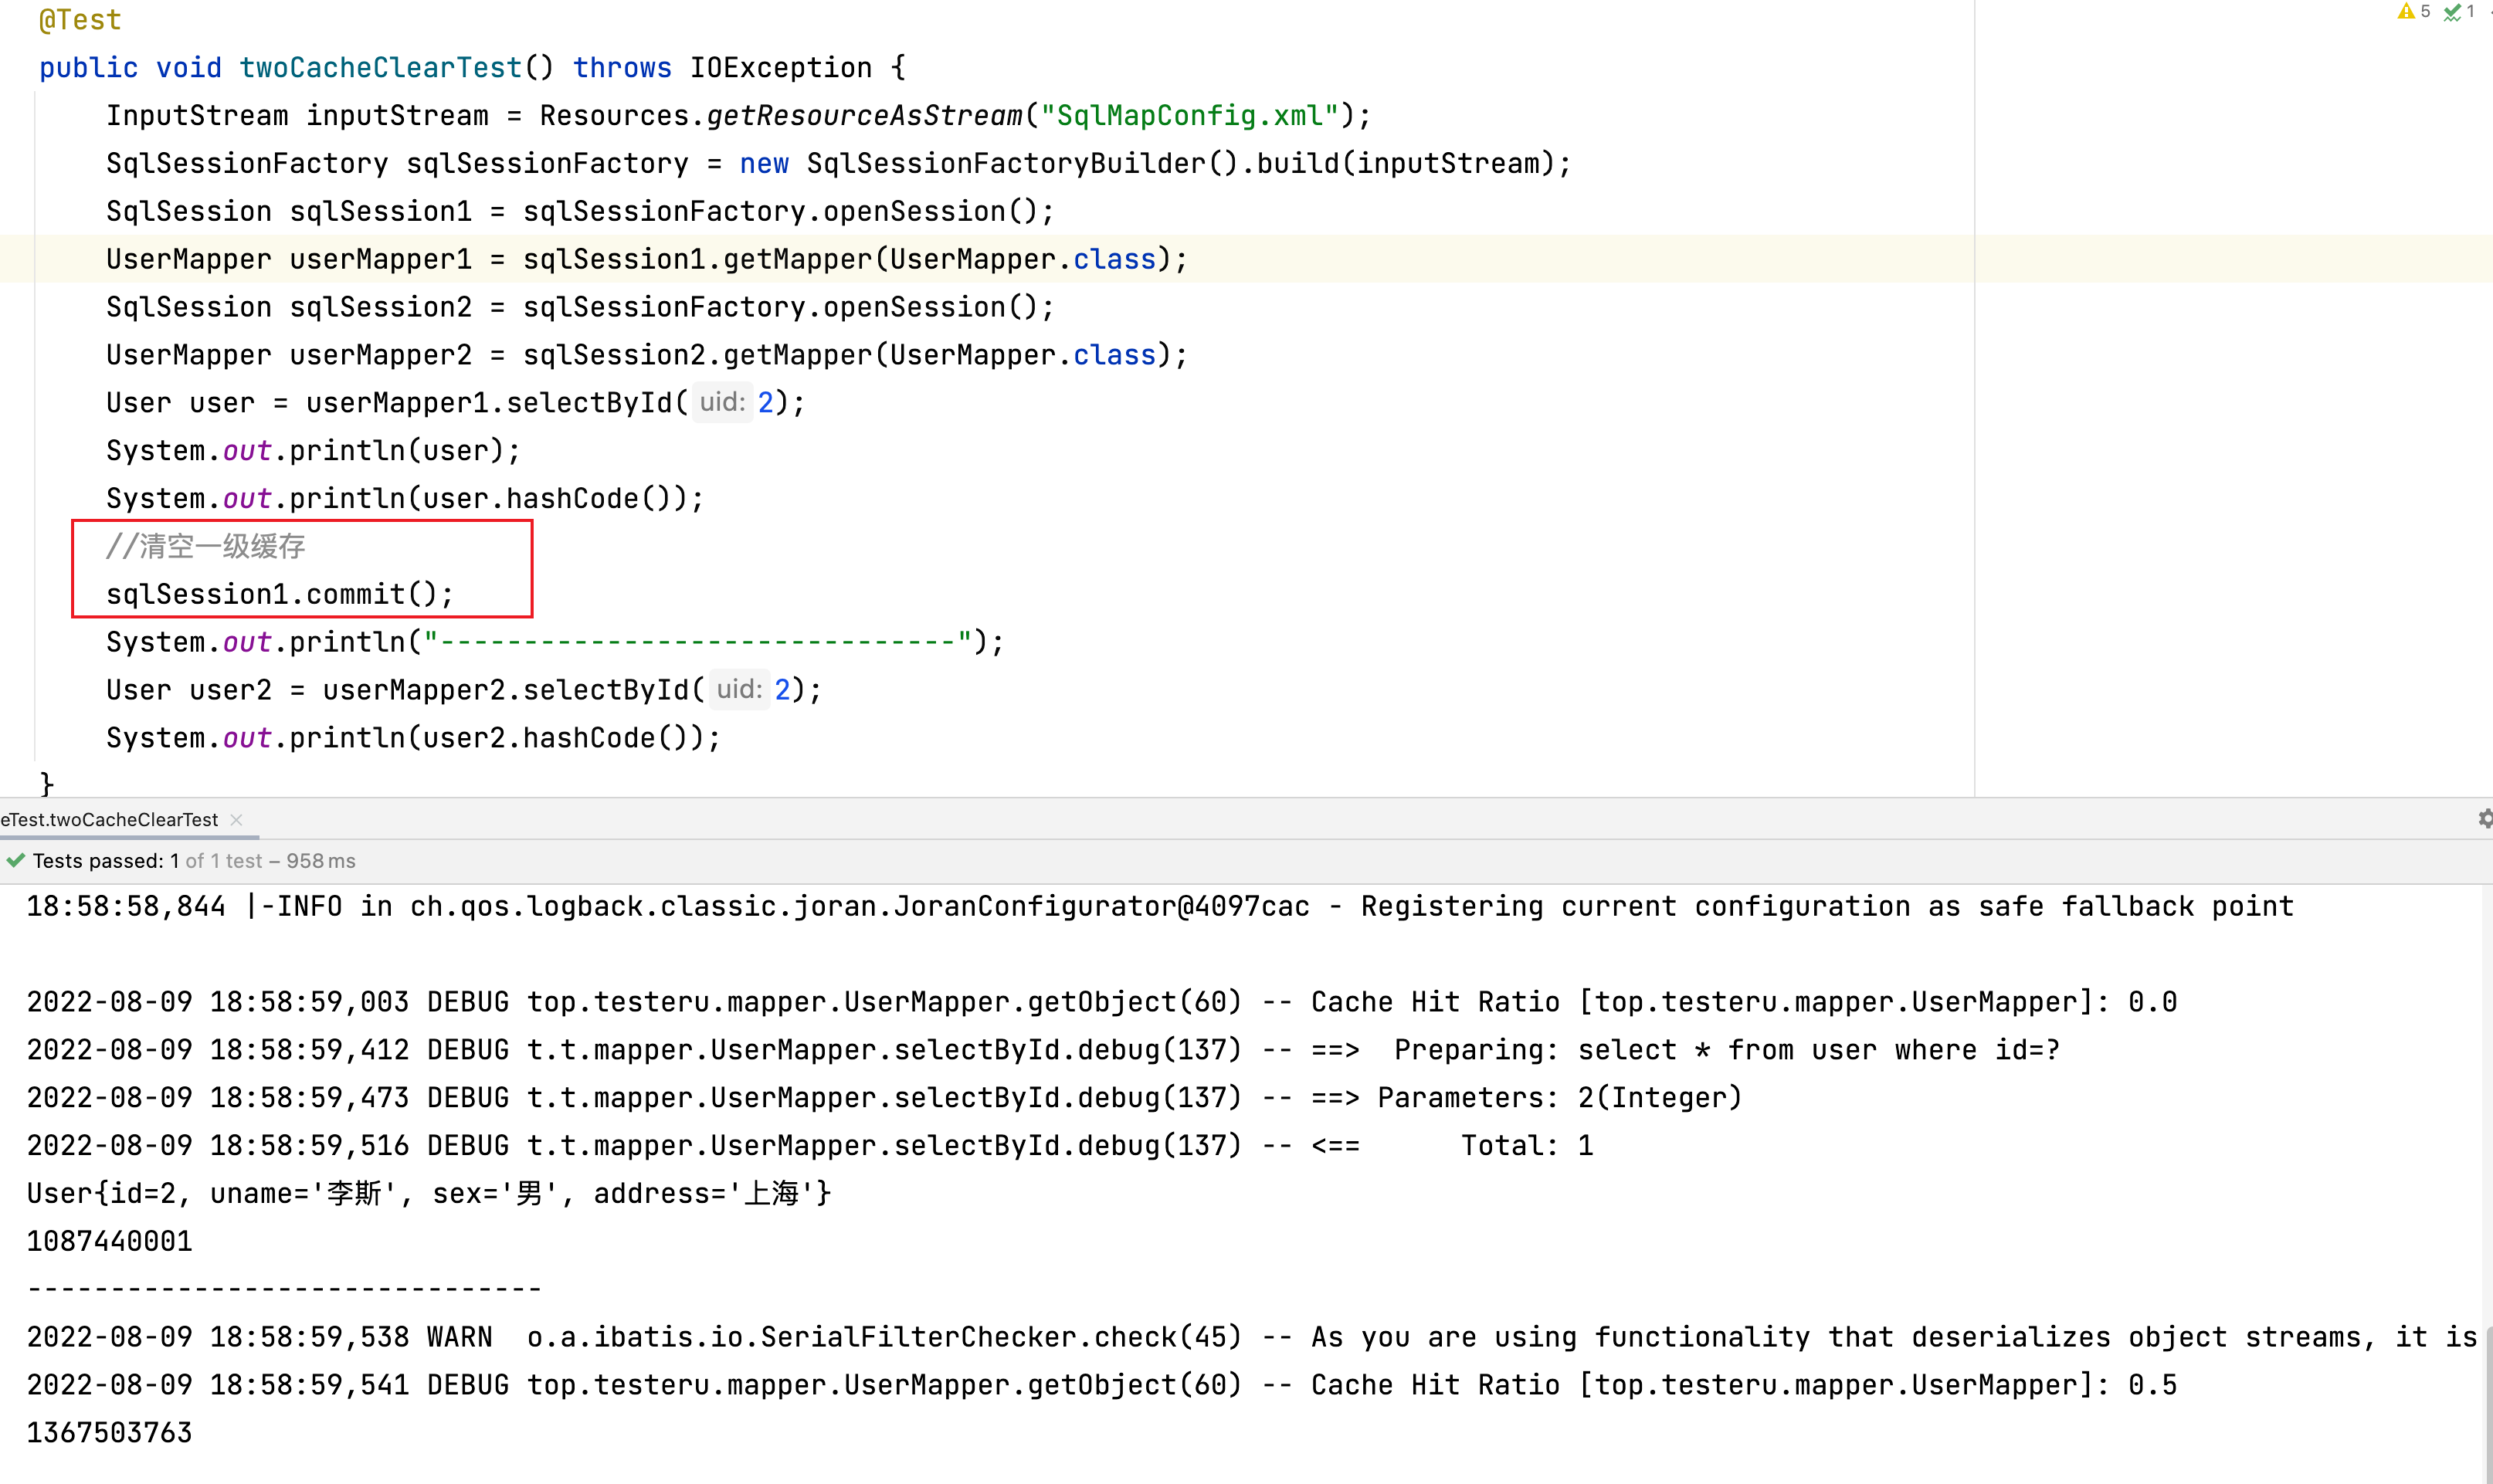 @Test
5 1
public void twoCacheClearTest() throws IOException {
InputStream inputStream = Resources.getResourceAsStream("SqlMapConfig.xml");
SqlSessionFactory sqlSessionFactory = new SqlSessionFactoryBuilder().build(inputStream);
SqlSession sqlSession1 = sqlSessionFactory.openSession();
UserMapper userMapper1 = sqlSession1.getMapper(UserMapper.class);
SqlSession sqlSession2 = sqlSessionFactory.openSession();
UserMapper userMapper2 = sqlSession2.getMapper(UserMapper.class);
User user = userMapper1.selectById( uid: 2);
System.out.println(user);
System.out.println(user.hashCode());
//清空一级缓存
sqlSession1.commit();
System.out.println("-------------------------------");
User user2 = userMapper2.selectById( uid: 2);
System.out.println(user2.hashCode());
}
eTest.twoCacheClearTest
Tests passed: 1 of 1 test – 958 ms
18:58:58,844 |-INFO in ch.qos.logback.classic.joran.JoranConfigurator@4097cac - Registering current configuration as safe fallback point
2022-08-09 18:58:59,003 DEBUG top.testeru.mapper.UserMapper.getObject(60) -- Cache Hit Ratio [top.testeru.mapper.UserMapper]: 0.0
2022-08-09 18:58:59,412 DEBUG t.t.mapper.UserMapper.selectById.debug(137) -- ==>  Preparing: select * from user where id=?
2022-08-09 18:58:59,473 DEBUG t.t.mapper.UserMapper.selectById.debug(137) -- ==> Parameters: 2(Integer)
2022-08-09 18:58:59,516 DEBUG t.t.mapper.UserMapper.selectById.debug(137) -- <==      Total: 1
User{id=2, uname='李斯', sex='男', address='上海'}
1087440001
-------------------------------
2022-08-09 18:58:59,538 WARN  o.a.ibatis.io.SerialFilterChecker.check(45) -- As you are using functionality that deserializes object streams, it is
2022-08-09 18:58:59,541 DEBUG top.testeru.mapper.UserMapper.getObject(60) -- Cache Hit Ratio [top.testeru.mapper.UserMapper]: 0.5
1367503763